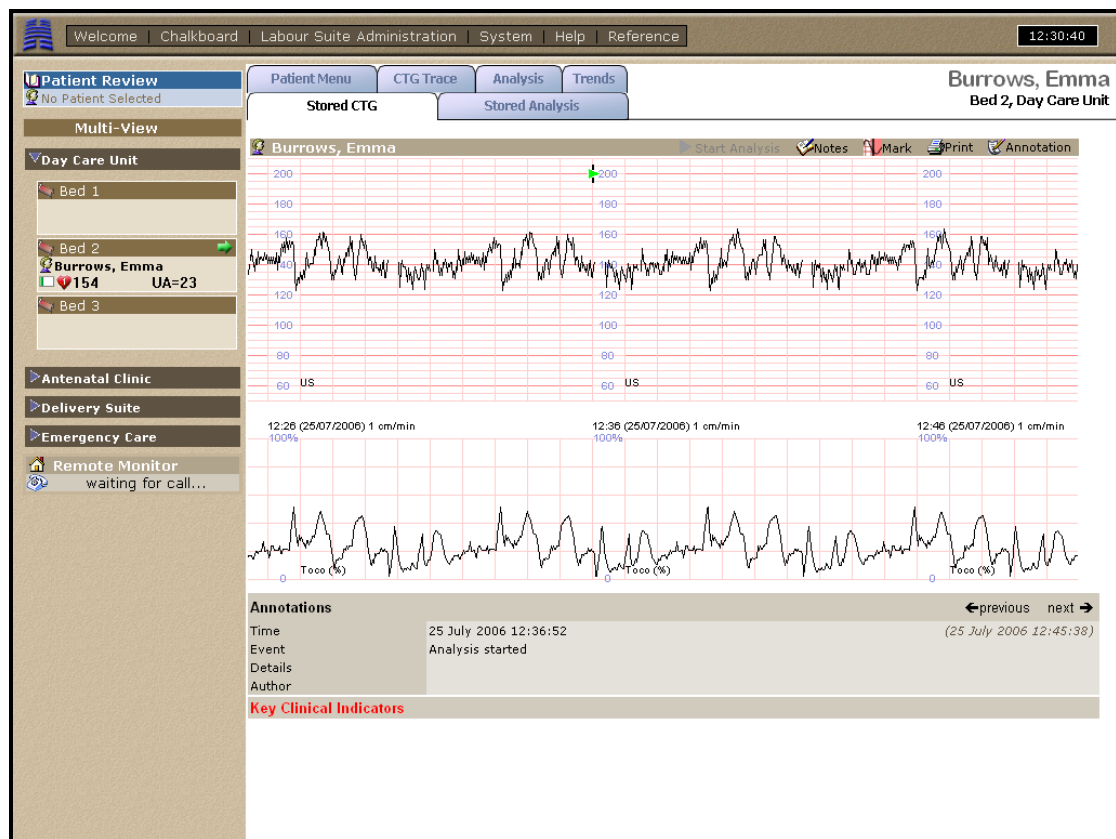 Welcome | Chalkboard | Labour Suite Administration | System | Help | Reference
12:30:40
Patient Review
No Patient Selected
Multi-View
Day Care Unit
Bed 1
Bed 2
Burrows, Emma
154 UA=23
Bed 3
Antenatal Clinic
Delivery Suite
Emergency Care
Remote Monitor
waiting for call...
Patient Menu CTG Trace Analysis Trends
Stored CTG Stored Analysis
Burrows, Emma
Bed 2, Day Care Unit
Burrows, Emma Start Analysis Notes Mark Print Annotation
200 200 200
180 180 180
160 160 160
140 140 140
120 120 120
100 100 100
80 80 80
60 US 60 US 60 US
12:26 (25/07/2006) 1 cm/min 12:36 (25/07/2006) 1 cm/min 12:46 (25/07/2006) 1 cm/min
100% 100% 100%
Toco (%) Toco (%) Toco (%)
0 0 0
Annotations previous next
Time 25 July 2006 12:36:52 (25 July 2006 12:45:38)
Event Analysis started
Details
Author
Key Clinical Indicators